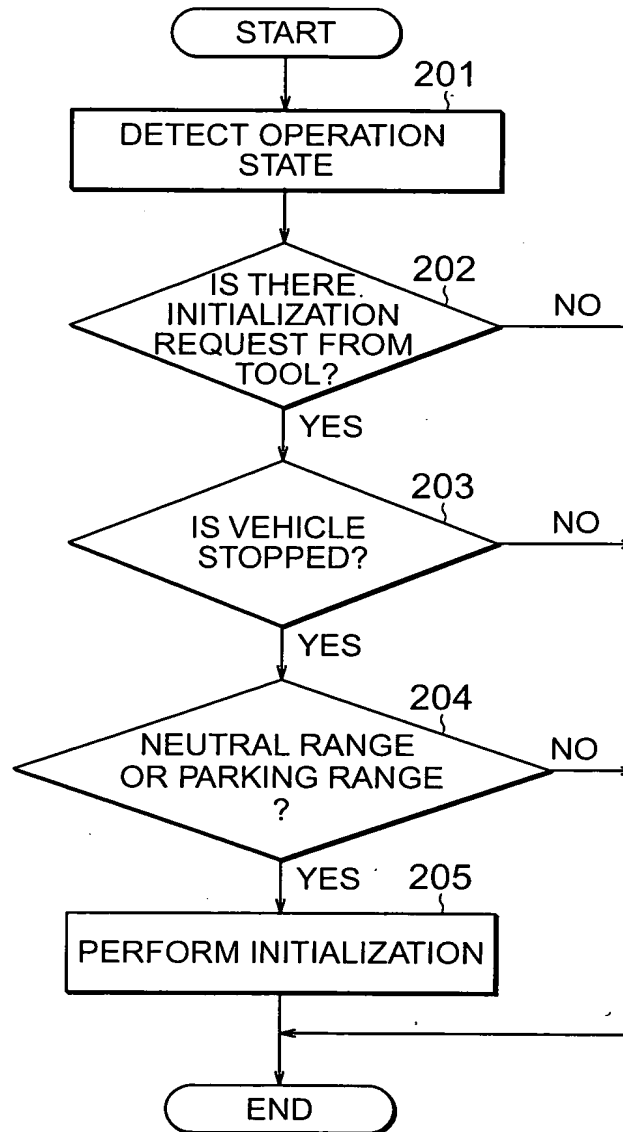 START
201
DETECT OPERATION
STATE
202
IS THERE
INITIALIZATION
REQUEST FROM
TOOL?
NO
YES
203
IS VEHICLE
STOPPED?
NO
YES
204
NEUTRAL RANGE
OR PARKING RANGE
?
NO
YES
205
PERFORM INITIALIZATION
END